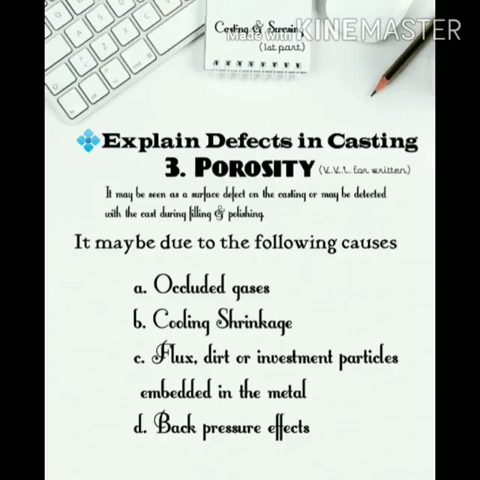 Casting & Sprueing
Made with KINEMASTER
(1st part)
Explain Defects in Casting
3. POROSITY (V.V.I. for written)
It may be seen as a surface defect on the casting or may be detected
with the cast during filling & polishing.
It maybe due to the following causes
a. Occluded gases
b. Cooling Shrinkage
c. Flux, dirt or investment particles
embedded in the metal
d. Back pressure effects